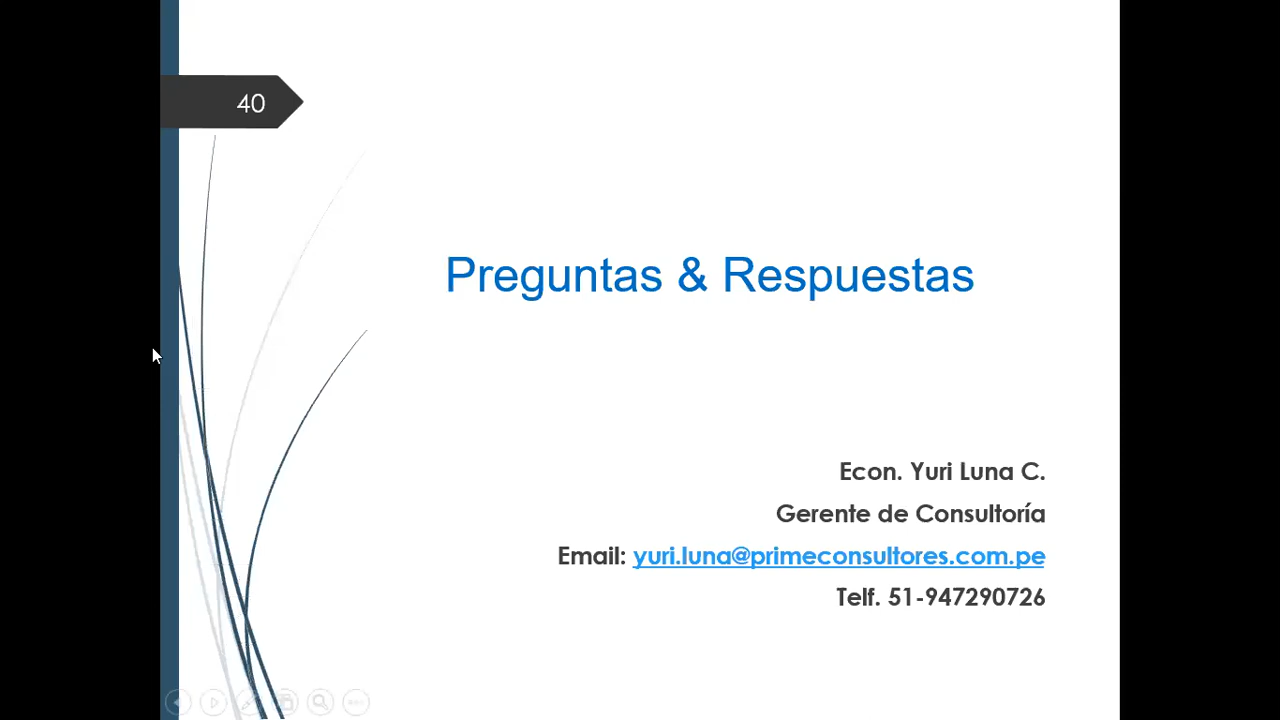 40
Preguntas & Respuestas
Econ. Yuri Luna C.
Gerente de Consultoría
Email: yuri.luna@primeconsultores.com.pe
Telf. 51-947290726